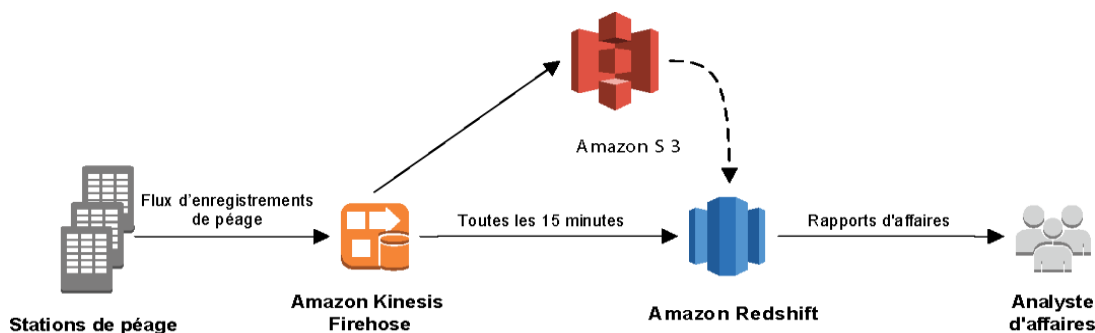 Amazon S 3
Flux d’enregistrements
de péage
Toutes les 15 minutes
Rapports d'affaires
Stations de péage
Amazon Kinesis
Firehose
Amazon Redshift
Analyste
d'affaires